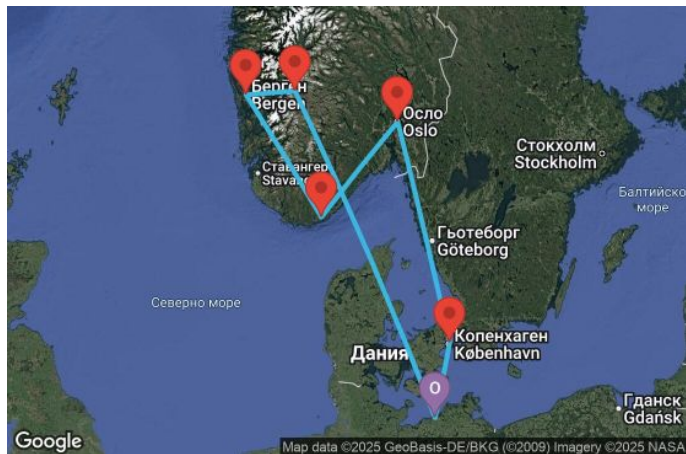 Берген
Bergen
Осло
Oslo
Стокхолм
Stockholm
Ставангер
Балтийско
море
Гьотеборг
Göteborg
Северно море
Копенхаген
København
Дания
O
Гданск
Gdańsk
Google
Map data ©2025 GeoBasis-DE/BKG (©2009) Imagery ©2025 NASA